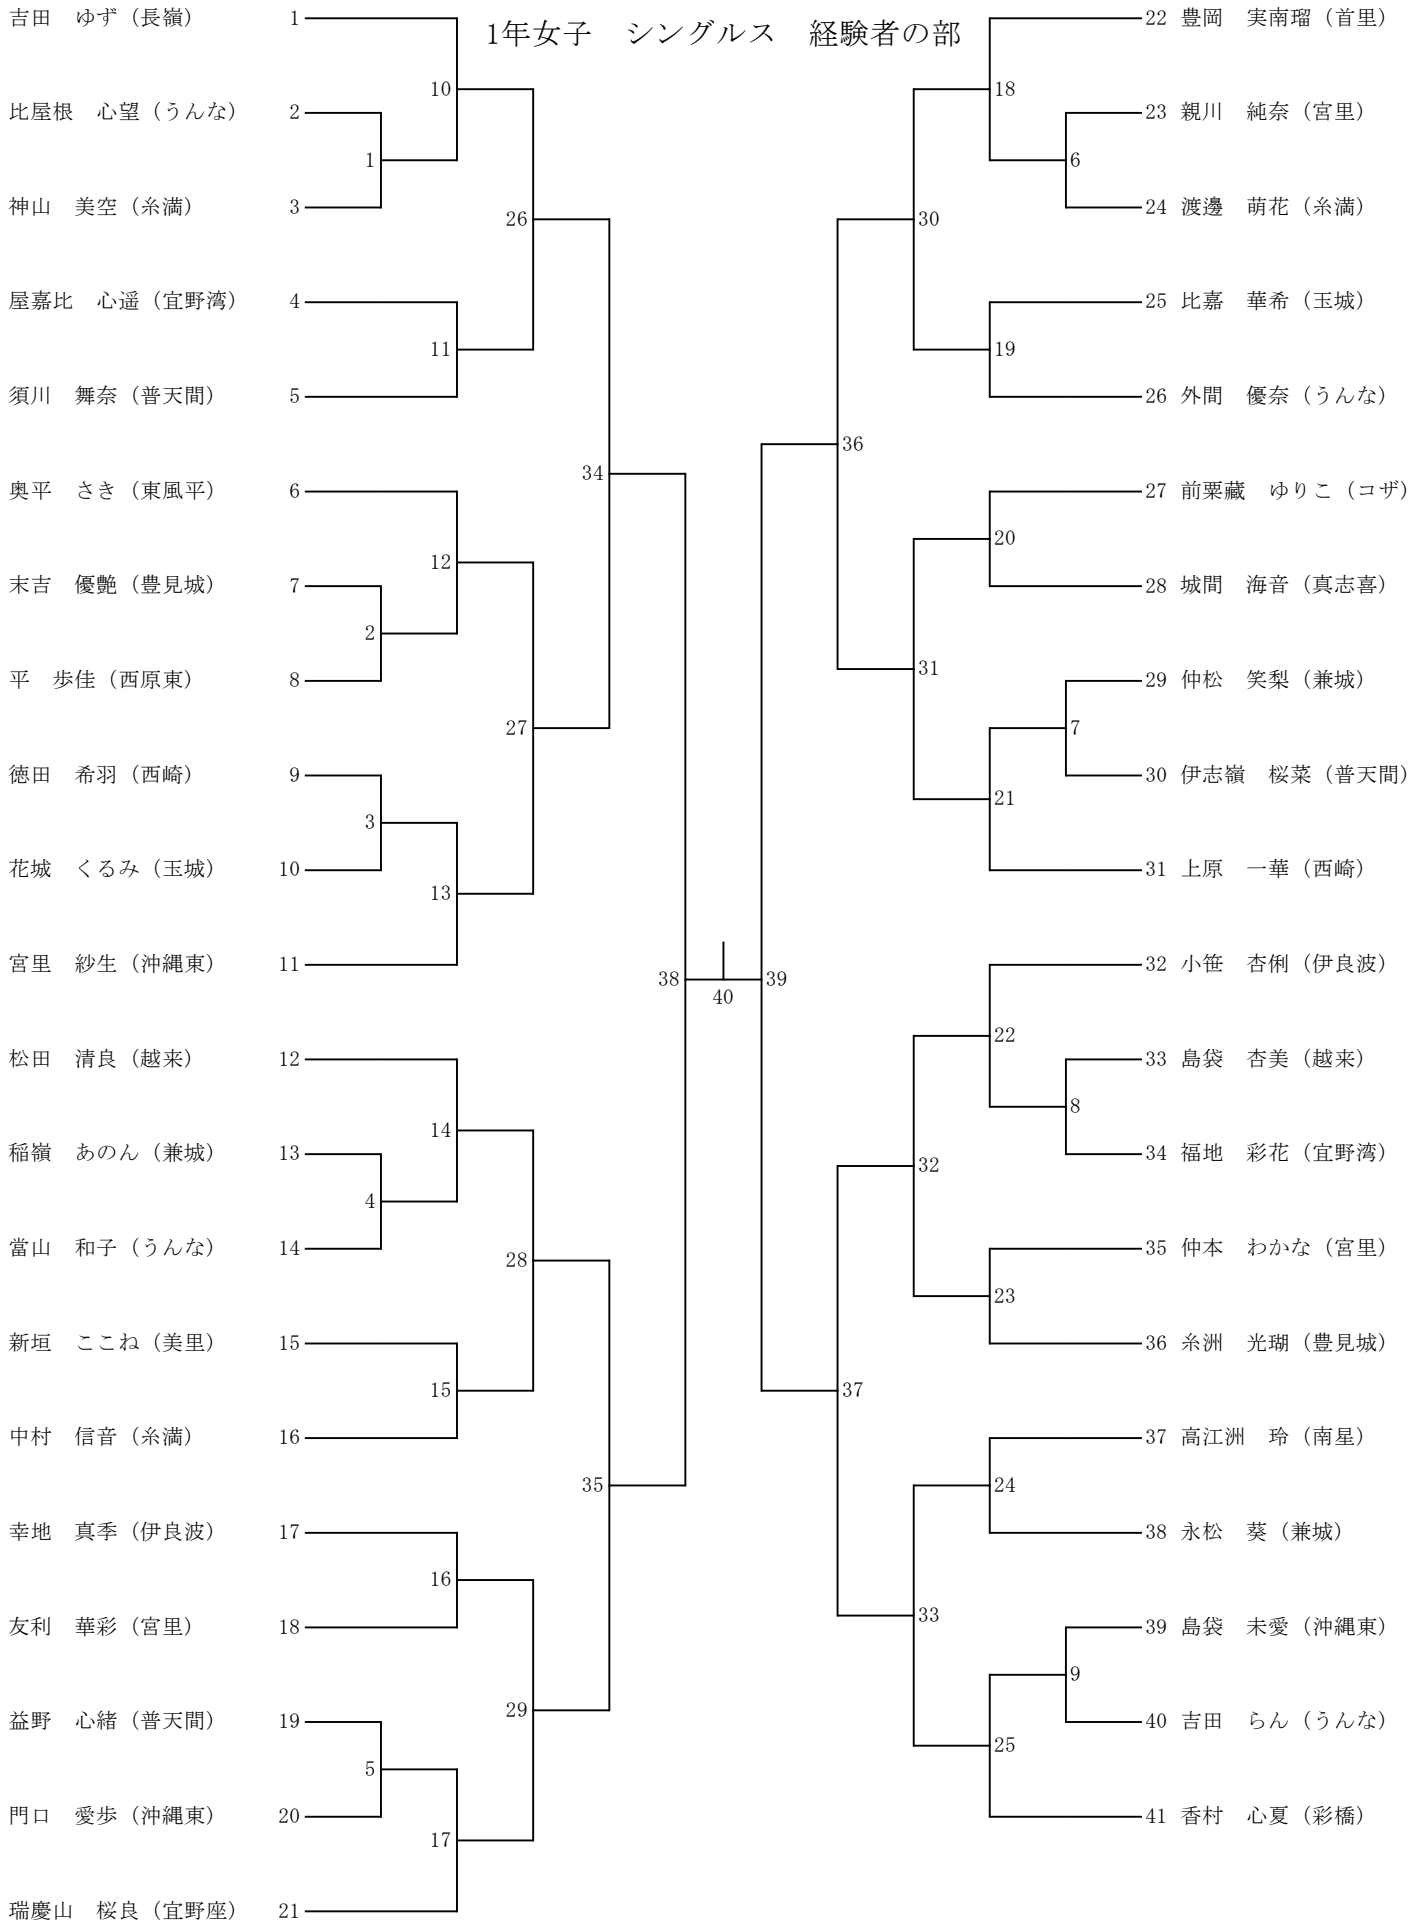 1年女子　シングルス　経験者の部
吉田　ゆず（長嶺） 1
比屋根　心望（うんな） 2
神山　美空（糸満） 3
屋嘉比　心遥（宜野湾） 4
須川　舞奈（普天間） 5
奥平　さき（東風平） 6
末吉　優艶（豊見城） 7
平　歩佳（西原東） 8
徳田　希羽（西崎） 9
花城　くるみ（玉城） 10
宮里　紗生（沖縄東） 11
松田　清良（越来） 12
稲嶺　あのん（兼城） 13
當山　和子（うんな） 14
新垣　ここね（美里） 15
中村　信音（糸満） 16
幸地　真季（伊良波） 17
友利　華彩（宮里） 18
益野　心緒（普天間） 19
門口　愛歩（沖縄東） 20
瑞慶山　桜良（宜野座） 21
1
2
3
4
5
10
11
12
13
14
15
16
17
26
27
28
29
34
35
38
40
39
36
37
30
31
32
33
18
19
20
21
22
23
24
25
6
7
8
9
22 豊岡　実南瑠（首里）
23 親川　純奈（宮里）
24 渡邊　萌花（糸満）
25 比嘉　華希（玉城）
26 外間　優奈（うんな）
27 前粟藏　ゆりこ（コザ）
28 城間　海音（真志喜）
29 仲松　笑梨（兼城）
30 伊志嶺　桜菜（普天間）
31 上原　一華（西崎）
32 小笹　杏俐（伊良波）
33 島袋　杏美（越来）
34 福地　彩花（宜野湾）
35 仲本　わかな（宮里）
36 糸洲　光瑚（豊見城）
37 高江洲　玲（南星）
38 永松　葵（兼城）
39 島袋　未愛（沖縄東）
40 吉田　らん（うんな）
41 香村　心夏（彩橋）